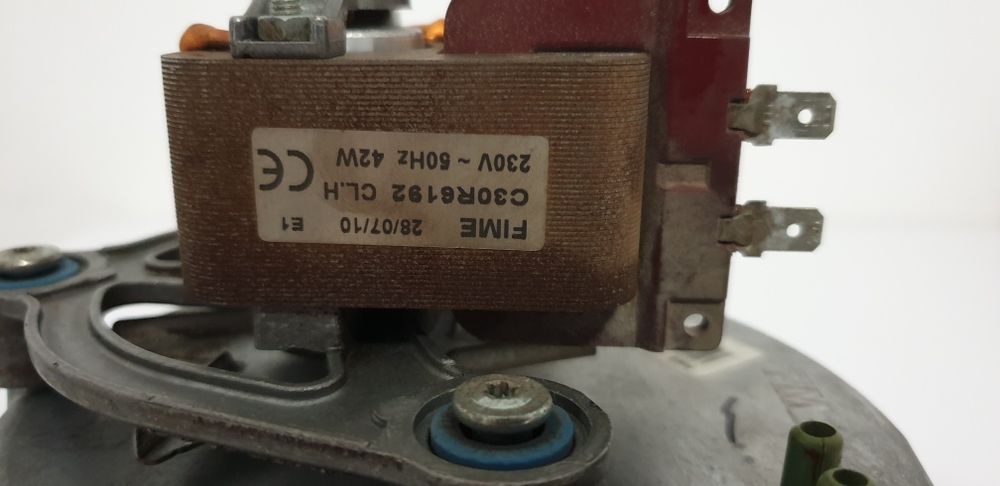 FIME 28/07/10 E1
C30R6192 CL.H
230V ~ 50Hz 42W CE